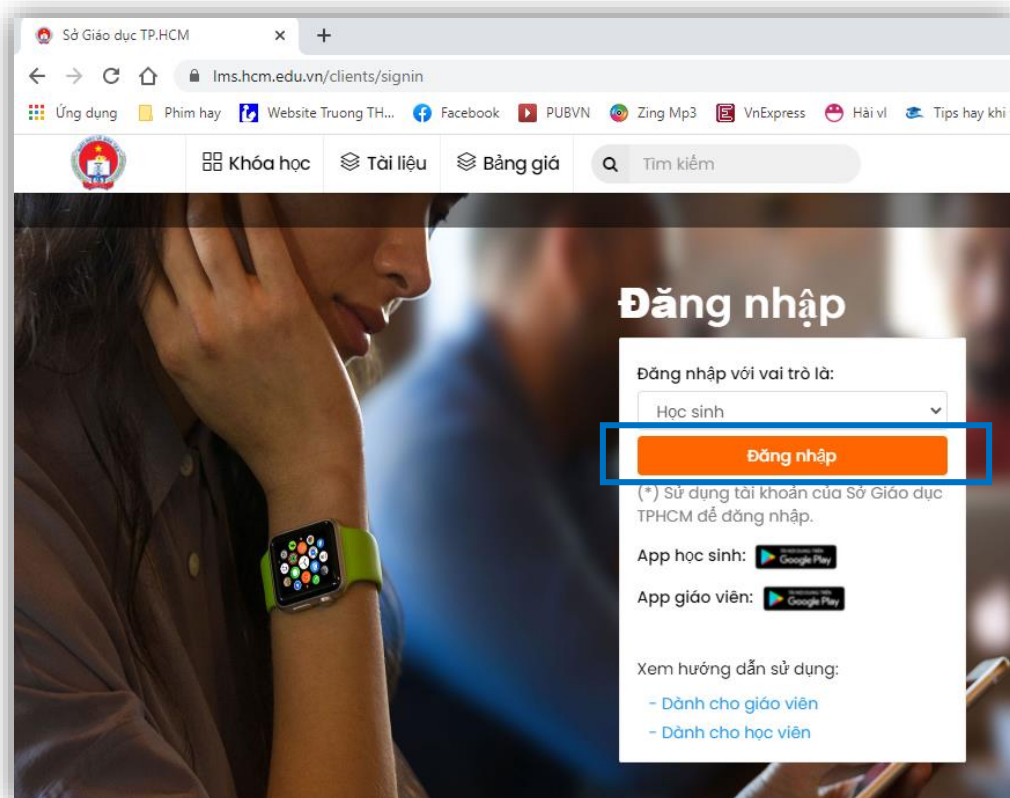 Sở Giáo dục TP.HCM
lms.hcm.edu.vn/clients/signin
Ứng dụng Phim hay Website Truong TH... Facebook PUBVN Zing Mp3 VnExpress Hài vl Tips hay khi
Khóa học Tài liệu Bảng giá Tìm kiếm
Đăng nhập
Đăng nhập với vai trò là:
Học sinh
Đăng nhập
(*) Sử dụng tài khoản của Sở Giáo dục
TPHCM để đăng nhập.
App học sinh: Google Play
App giáo viên: Google Play
Xem hướng dẫn sử dụng:
- Dành cho giáo viên
- Dành cho học viên